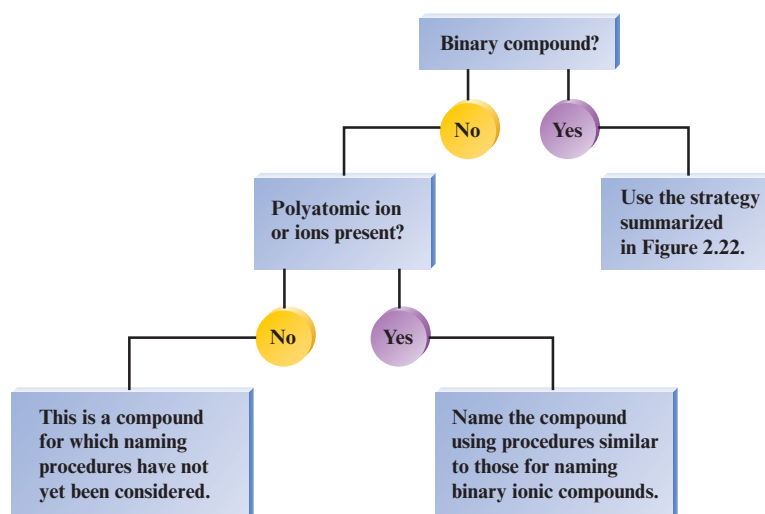 Binary compound?
No
Yes
Polyatomic ion
or ions present?
Use the strategy
summarized
in Figure 2.22.
No
Yes
This is a compound
for which naming
procedures have not
yet been considered.
Name the compound
using procedures similar
to those for naming
binary ionic compounds.